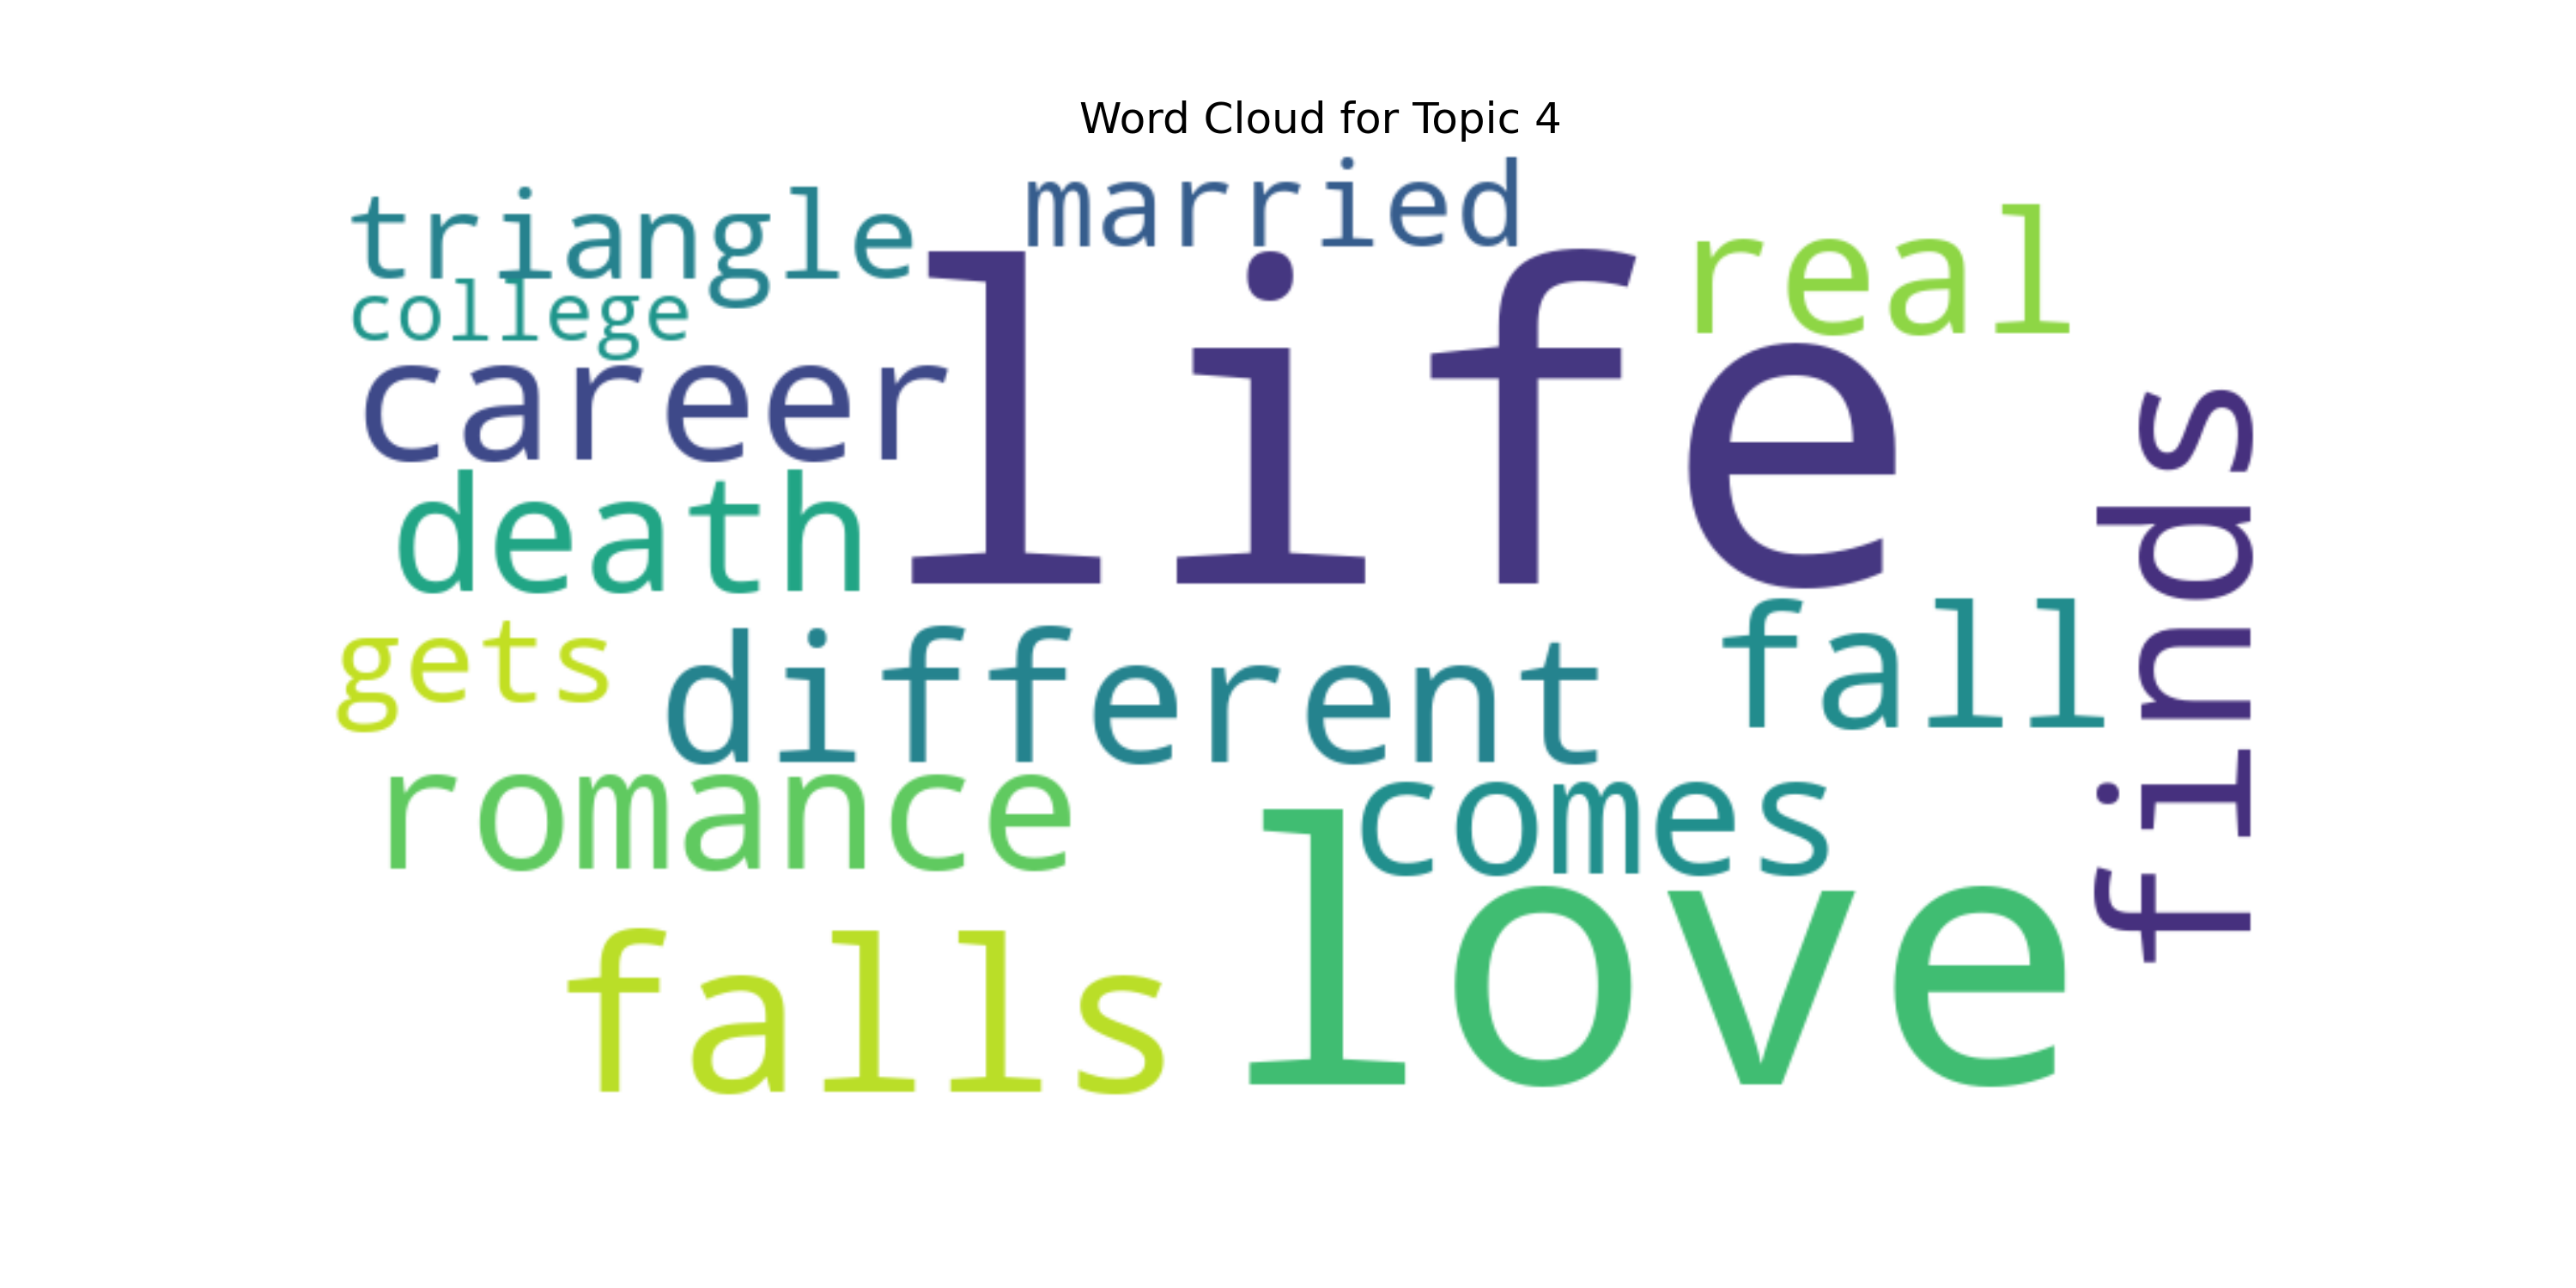 Word Cloud for Topic 4
married
triangle
real
college
life
career
finds
death
fall
gets
different
romance
comes
love
falls